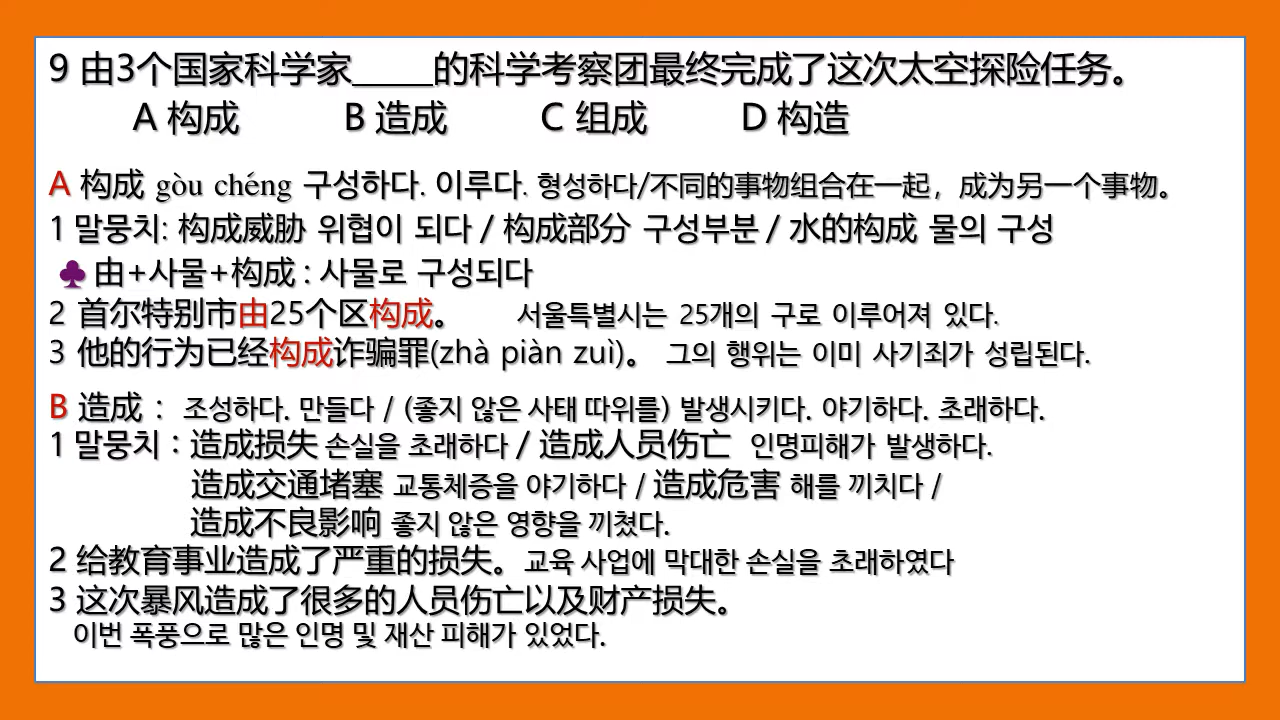 9 由3个国家科学家_____的科学考察团最终完成了这次太空探险任务。
A 构成 B 造成 C 组成 D 构造
A 构成 gòu chéng 구성하다. 이루다. 형성하다/不同的事物组合在一起，成为另一个事物。
1 말뭉치: 构成威胁 위협이 되다 / 构成部分 구성부분 / 水的构成 물의 구성
♣ 由+사물+构成 : 사물로 구성되다
2 首尔特别市由25个区构成。 서울특별시는 25개의 구로 이루어져 있다.
3 他的行为已经构成诈骗罪(zhà piàn zuì)。 그의 행위는 이미 사기죄가 성립된다.
B 造成 : 조성하다. 만들다 / (좋지 않은 사태 따위를) 발생시키다. 야기하다. 초래하다.
1 말뭉치 : 造成损失 손실을 초래하다 / 造成人员伤亡 인명피해가 발생하다.
造成交通堵塞 교통체증을 야기하다 / 造成危害 해를 끼치다 /
造成不良影响 좋지 않은 영향을 끼쳤다.
2 给教育事业造成了严重的损失。교육 사업에 막대한 손실을 초래하였다
3 这次暴风造成了很多的人员伤亡以及财产损失。
이번 폭풍으로 많은 인명 및 재산 피해가 있었다.